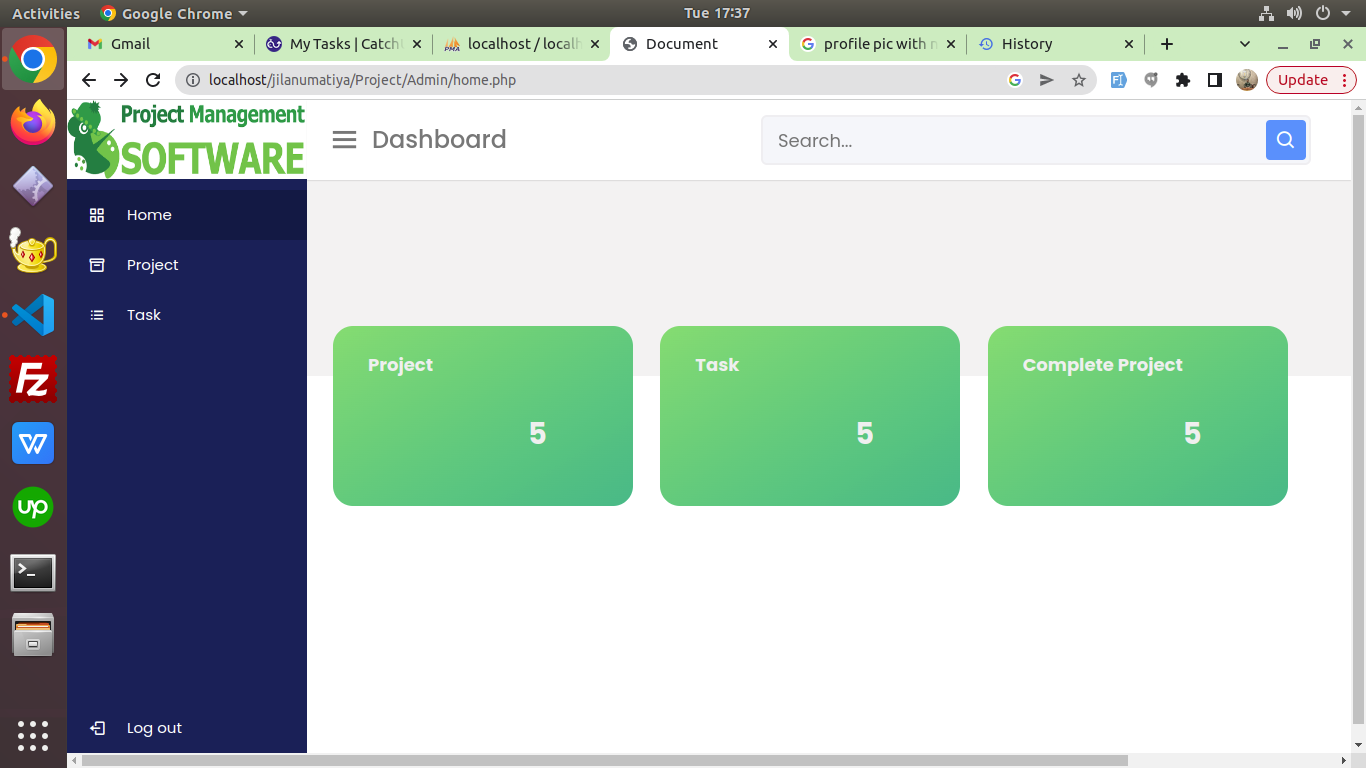 Activities Google Chrome Tue 17:37
Gmail My Tasks | Catch localhost / local Document profile pic with History
localhost/jilanumatiya/Project/Admin/home.php Update
Project Management
SOFTWARE
Dashboard
Search...
Home
Project
Task
Project Task Complete Project
5 5 5
Log out